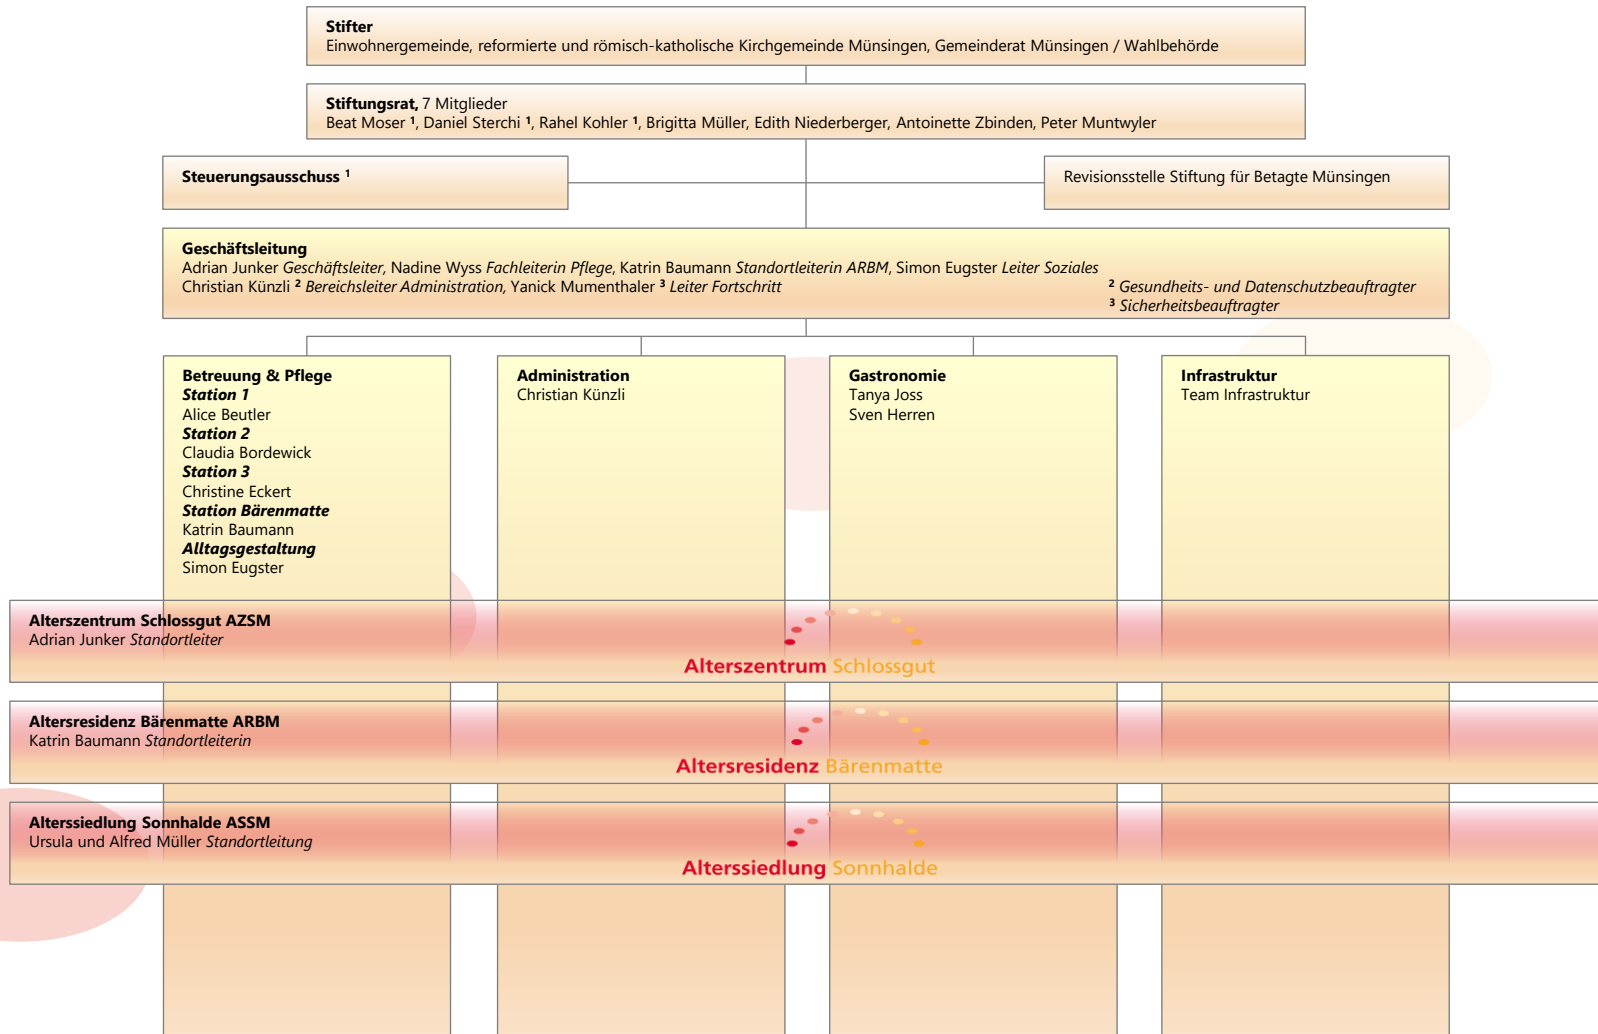 Stifter
Einwohnergemeinde, reformierte und römisch-katholische Kirchgemeinde Münsingen, Gemeinderat Münsingen / Wahlbehörde
Stiftungsrat, 7 Mitglieder
Beat Moser ¹, Daniel Sterchi ¹, Rahel Kohler ¹, Brigitta Müller, Edith Niederberger, Antoinette Zbinden, Peter Muntwyler
Steuerungsausschuss ¹
Revisionsstelle Stiftung für Betagte Münsingen
Geschäftsleitung
Adrian Junker Geschäftsleiter, Nadine Wyss Fachleiterin Pflege, Katrin Baumann Standortleiterin ARBM, Simon Eugster Leiter Soziales
Christian Künzli ² Bereichsleiter Administration, Yanick Mumenthaler ³ Leiter Fortschritt
² Gesundheits- und Datenschutzbeauftragter
³ Sicherheitsbeauftragter
Betreuung & Pflege
Station 1
Alice Beutler
Station 2
Claudia Bordewick
Station 3
Christine Eckert
Station Bärenmatte
Katrin Baumann
Alltagsgestaltung
Simon Eugster
Administration
Christian Künzli
Gastronomie
Tanya Joss
Sven Herren
Infrastruktur
Team Infrastruktur
Alterszentrum Schlossgut AZSM
Adrian Junker Standortleiter
Alterszentrum Schlossgut
Altersresidenz Bärenmatte ARBM
Katrin Baumann Standortleiterin
Altersresidenz Bärenmatte
Alterssiedlung Sonnhalde ASSM
Ursula und Alfred Müller Standortleitung
Alterssiedlung Sonnhalde